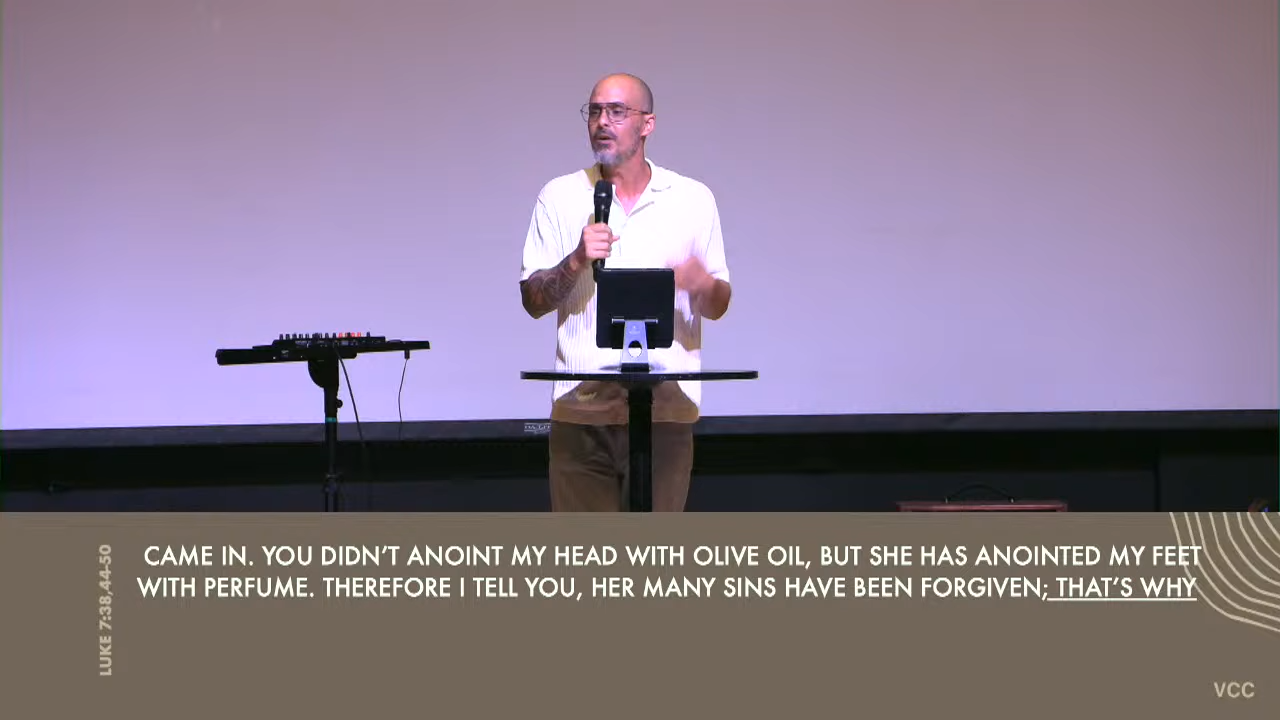 LUKE 7:38,44-50
CAME IN. YOU DIDN'T ANOINT MY HEAD WITH OLIVE OIL, BUT SHE HAS ANOINTED MY FEET
WITH PERFUME. THEREFORE I TELL YOU, HER MANY SINS HAVE BEEN FORGIVEN; THAT'S WHY
VCC